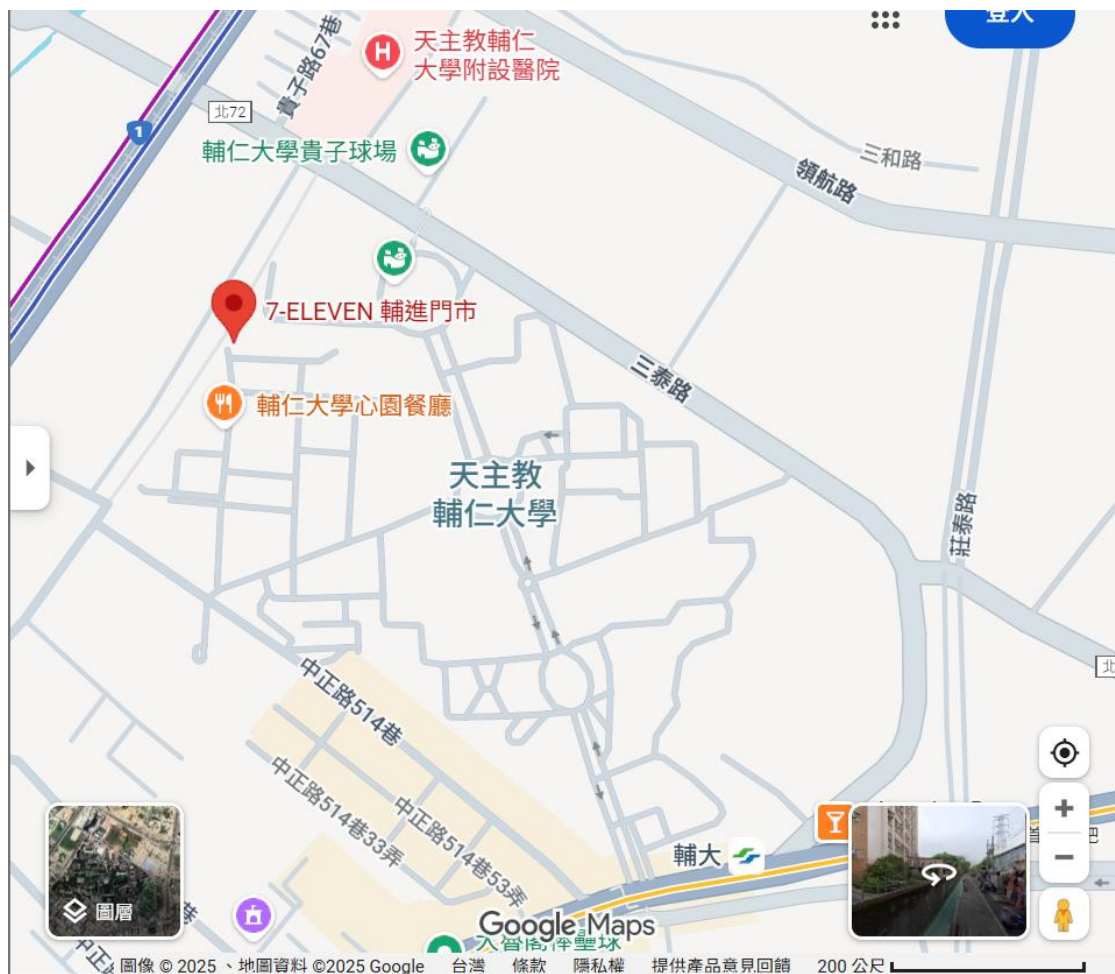 登入
貴子路67巷
天主教輔仁
大學附設醫院
北72
1
輔仁大學貴子球場
三和路
領航路
7-ELEVEN 輔進門市
三泰路
輔仁大學心園餐廳
天主教
輔仁大學
莊泰路
北
中正路514巷
中正路514巷33弄
中正路514巷53弄
輔大
圖層
Google Maps
圖像 © 2025 、地圖資料 ©2025 Google 台灣 條款 隱私權 提供產品意見回饋 200 公尺